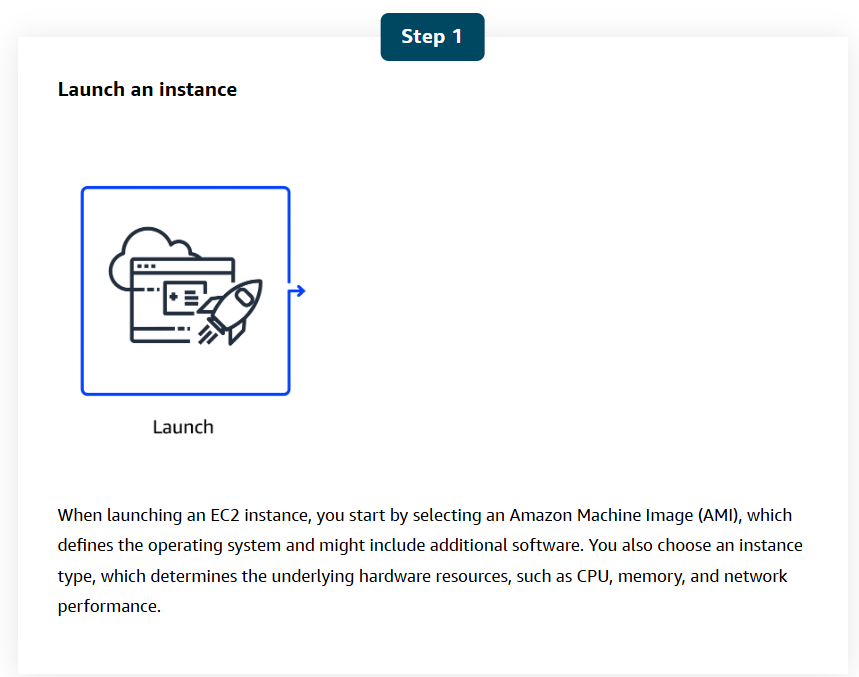 Step 1
Launch an instance
Launch
When launching an EC2 instance, you start by selecting an Amazon Machine Image (AMI), which
defines the operating system and might include additional software. You also choose an instance
type, which determines the underlying hardware resources, such as CPU, memory, and network
performance.